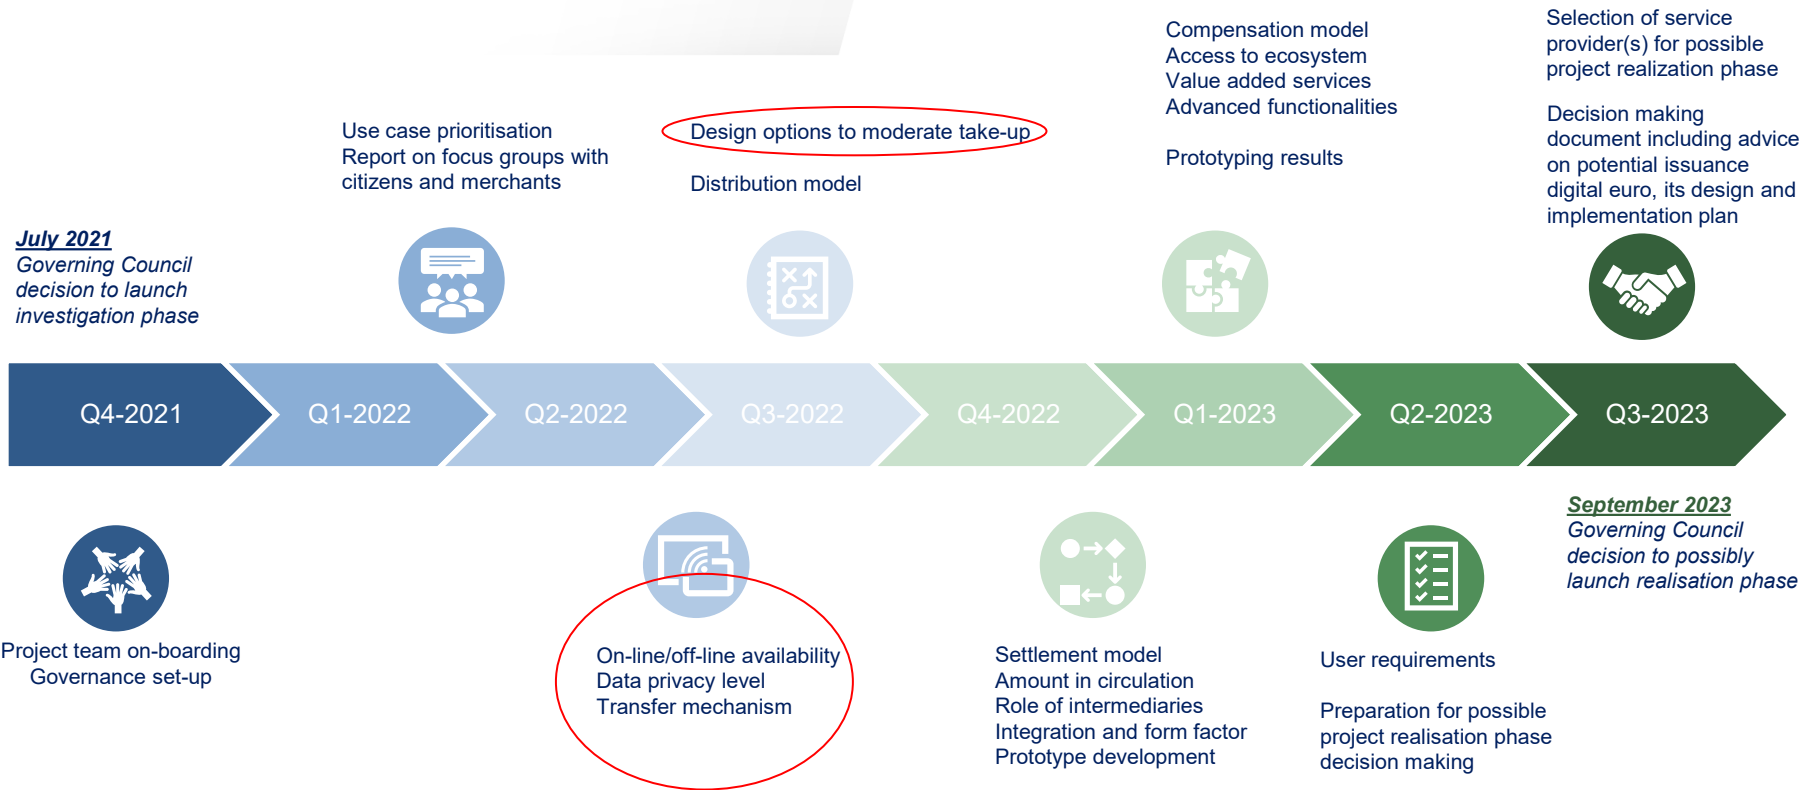 July 2021
Governing Council
decision to launch
investigation phase
Use case prioritisation
Report on focus groups with
citizens and merchants
Design options to moderate take-up
Distribution model
Compensation model
Access to ecosystem
Value added services
Advanced functionalities
Prototyping results
Selection of service
provider(s) for possible
project realization phase
Decision making
document including advice
on potential issuance
digital euro, its design and
implementation plan
Q4-2021
Q1-2022
Q2-2022
Q3-2022
Q4-2022
Q1-2023
Q2-2023
Q3-2023
Project team on-boarding
Governance set-up
On-line/off-line availability
Data privacy level
Transfer mechanism
Settlement model
Amount in circulation
Role of intermediaries
Integration and form factor
Prototype development
User requirements
Preparation for possible
project realisation phase
decision making
September 2023
Governing Council
decision to possibly
launch realisation phase